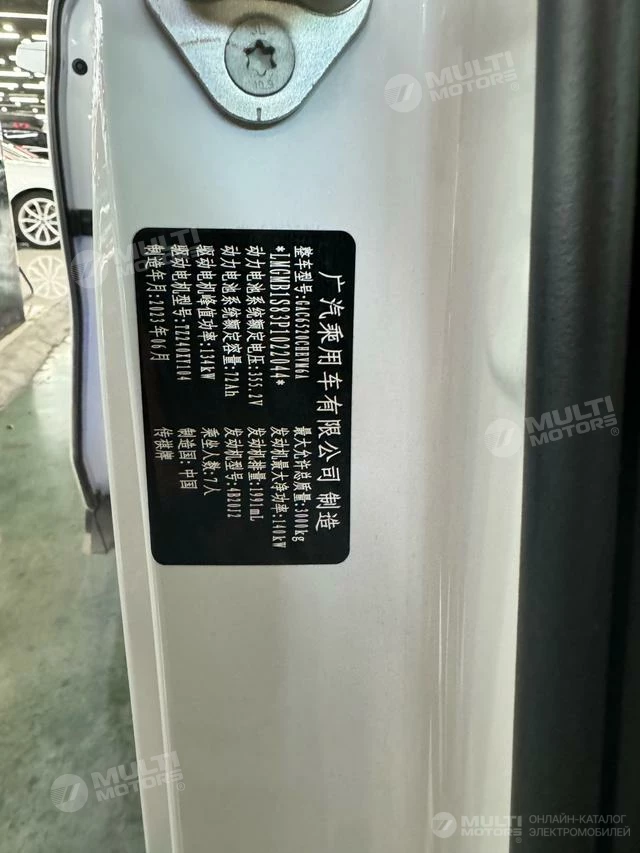 广汽乘用车有限公司 制造
*LMGMB1S83P1022044*
整车型号:GAC6520CHEVM6A
最大允许总质量:3000kg
动力电池系统额定电压:355.2V
发动机最大净功率:140kW
动力电池系统额定容量:72Ah
发动机排量:1991mL
驱动电机峰值功率:134kW
发动机型号:4B20J2
驱动电机型号:TZ240XY104
乘坐人数:7人
制造年月:2023年06月
制造国:中国
传祺牌
MULTI
MOTORS
MULTI
MOTORS
MULTI
MOTORS
MULTI
MOTORS
MULTI
MOTORS
ОНЛАЙН-КАТАЛОГ
ЭЛЕКТРОМОБИЛЕЙ